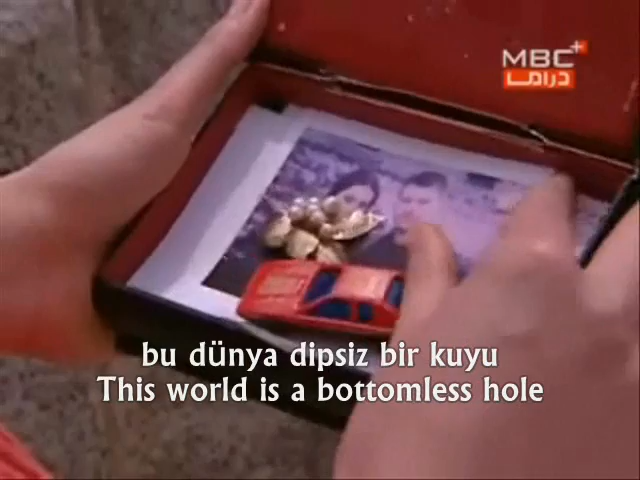 MBC+
دراما
bu dünya dipsiz bir kuyu
This world is a bottomless hole